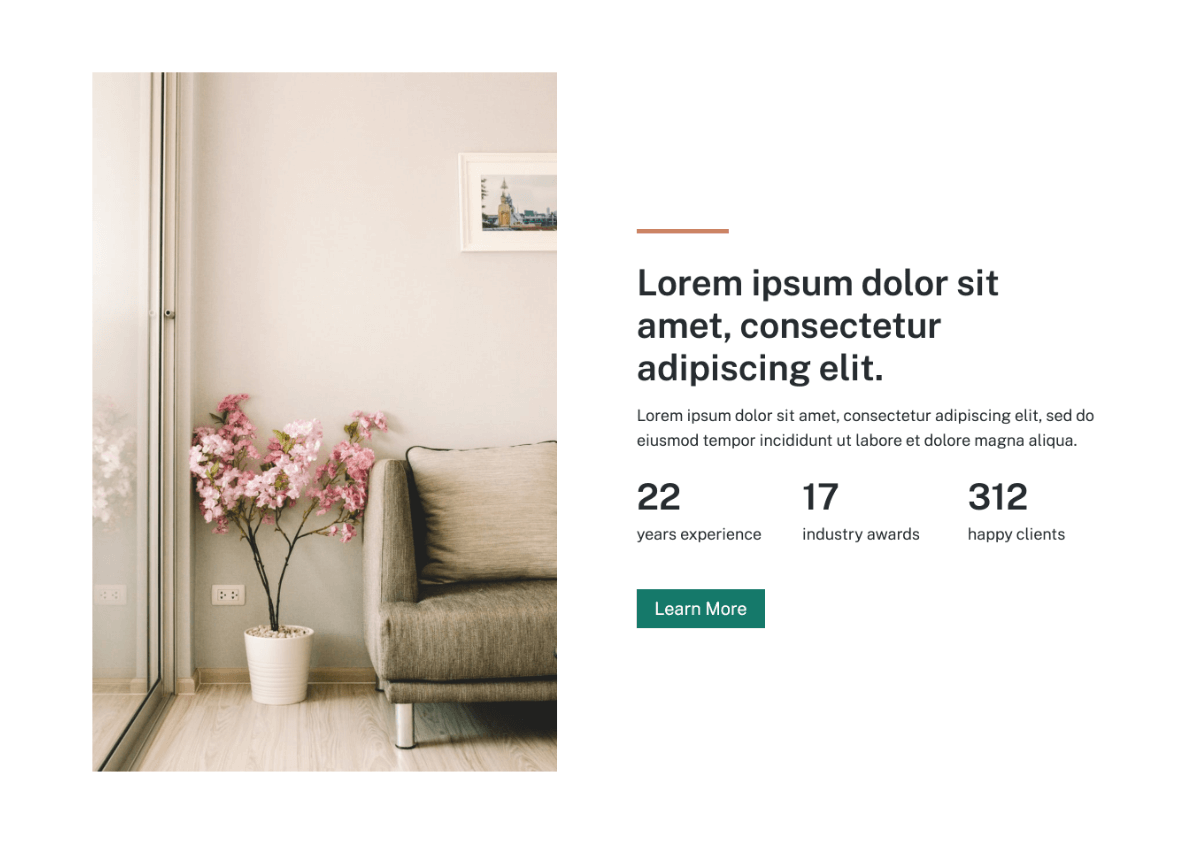 Lorem ipsum dolor sit
amet, consectetur
adipiscing elit.
Lorem ipsum dolor sit amet, consectetur adipiscing elit, sed do
eiusmod tempor incididunt ut labore et dolore magna aliqua.
22 17 312
years experience industry awards happy clients
Learn More